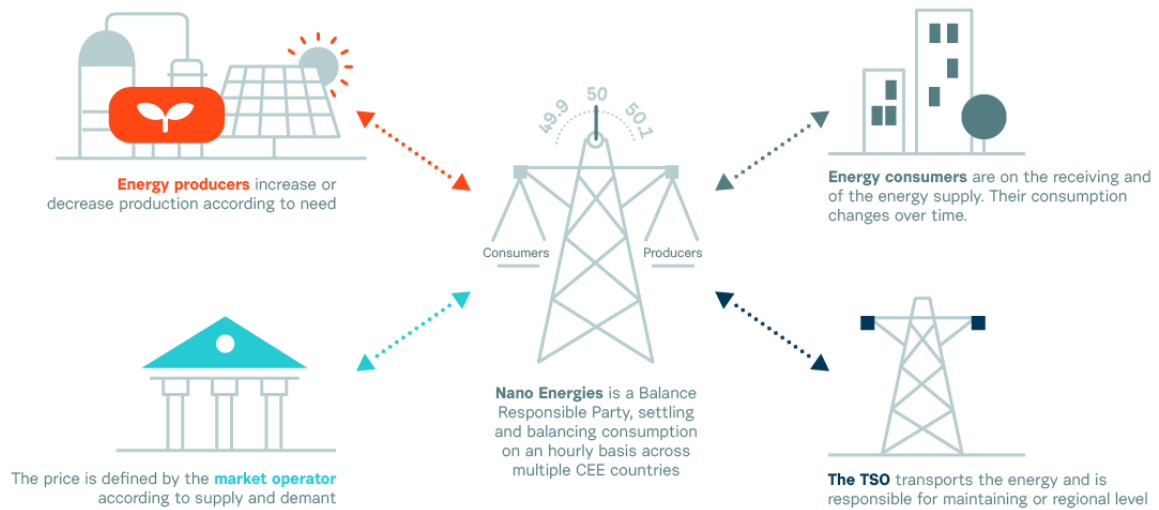 49.9 50 50.1
Energy producers increase or
decrease production according to need
Energy consumers are on the receiving and
of the energy supply. Their consumption
changes over time.
Consumers
Producers
Nano Energies is a Balance
Responsible Party, settling
and balancing consumption
on an hourly basis across
multiple CEE countries
The price is defined by the market operator
according to supply and demant
The TSO transports the energy and is
responsible for maintaining or regional level